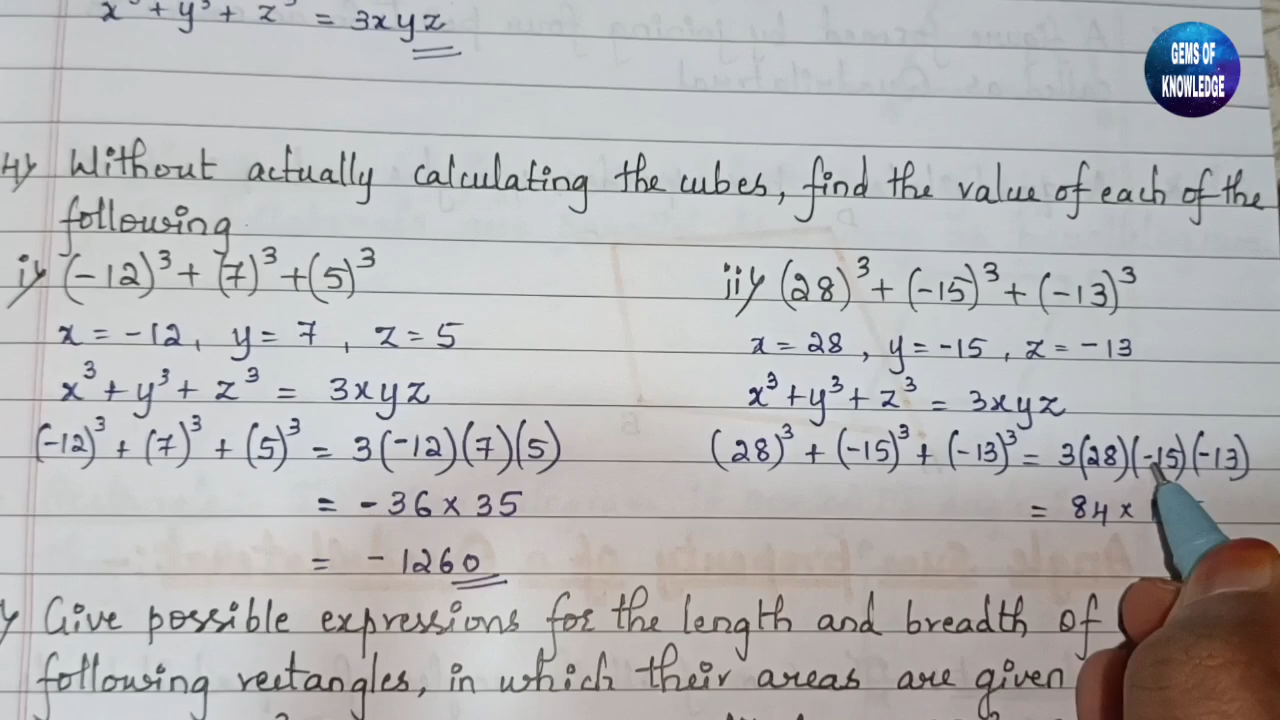 x³ + y³ + z³ = 3xyz
GEMS OF
KNOWLEDGE
4) Without actually calculating the cubes, find the value of each of the
following.
i) (-12)³ + (7)³ + (5)³
x = -12, y = 7, z = 5
x³ + y³ + z³ = 3xyz
(-12)³ + (7)³ + (5)³ = 3(-12)(7)(5)
= -36 × 35
= -1260
ii) (28)³ + (-15)³ + (-13)³
x = 28, y = -15, z = -13
x³ + y³ + z³ = 3xyz
(28)³ + (-15)³ + (-13)³ = 3(28)(-15)(-13)
= 84 ×
Give possible expressions for the length and breadth of
following rectangles, in which their areas are given